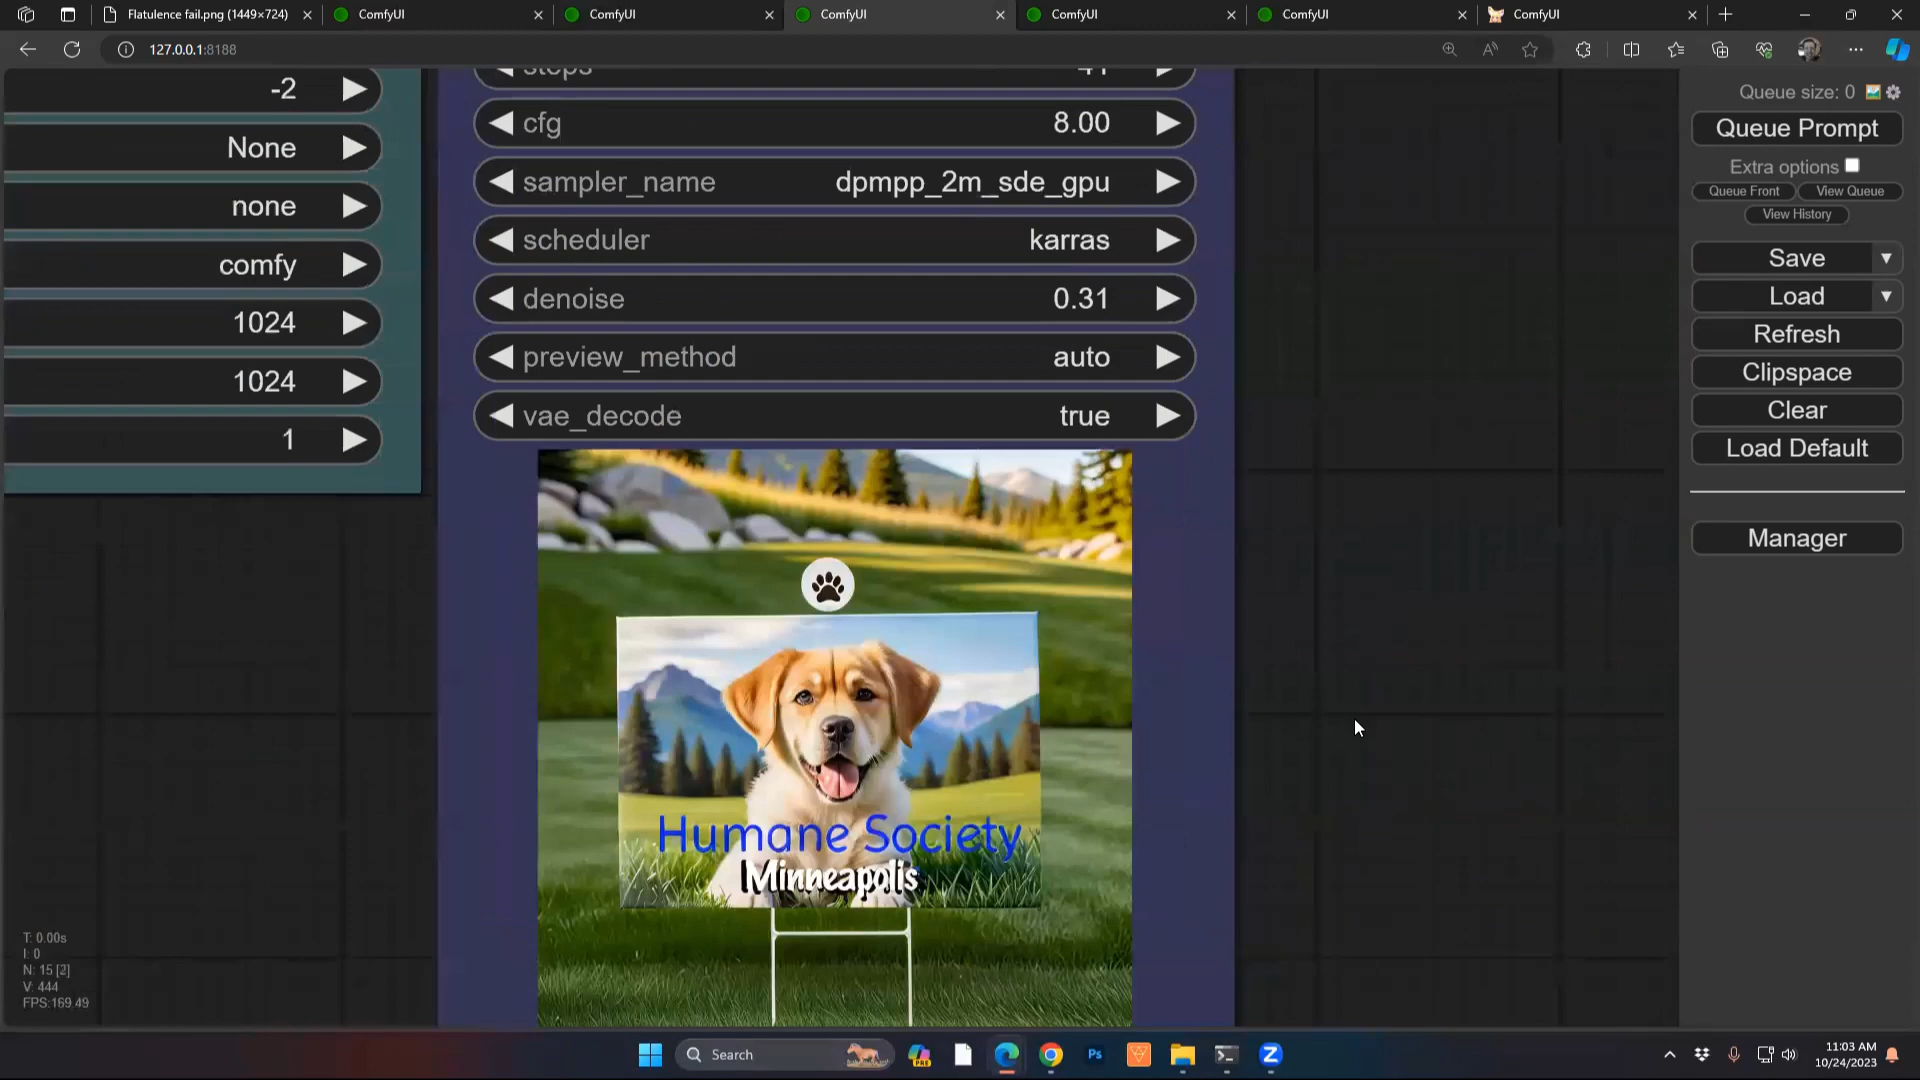 Flatulence fail.png (1449×724)
ComfyUI
ComfyUI
ComfyUI
ComfyUI
ComfyUI
ComfyUI
127.0.0.1:8188
-2
None
none
comfy
1024
1024
1
steps 41
cfg 8.00
sampler_name dpmpp_2m_sde_gpu
scheduler karras
denoise 0.31
preview_method auto
vae_decode true
Humane Society
Minneapolis
Queue size: 0
Queue Prompt
Extra options
Queue Front View Queue
View History
Save
Load
Refresh
Clipspace
Clear
Load Default
Manager
T: 0.00s
I: 0
N: 15 [2]
V: 444
FPS:169.49
Search
PRE
Ps
Z
11:03 AM
10/24/2023